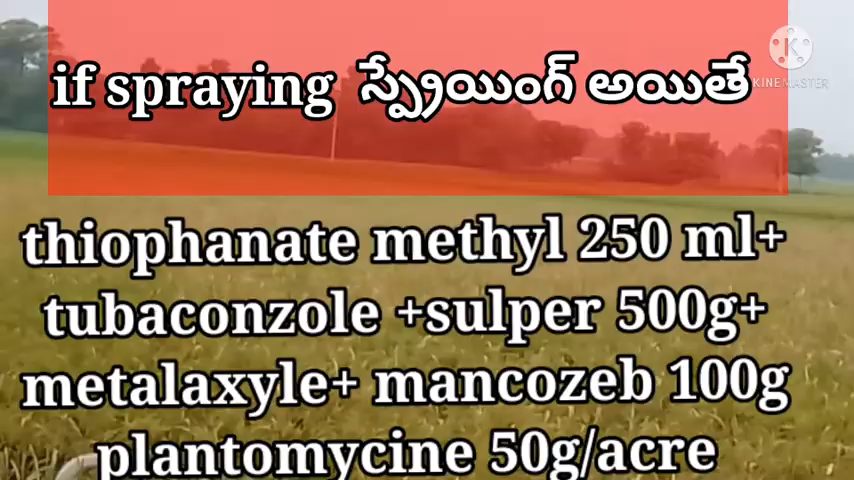 if spraying స్ప్రేయింగ్ అయితే
KINEMASTER
thiophanate methyl 250 ml+
tubaconzole +sulper 500g+
metalaxyle+ mancozeb 100g
plantomycine 50g/acre